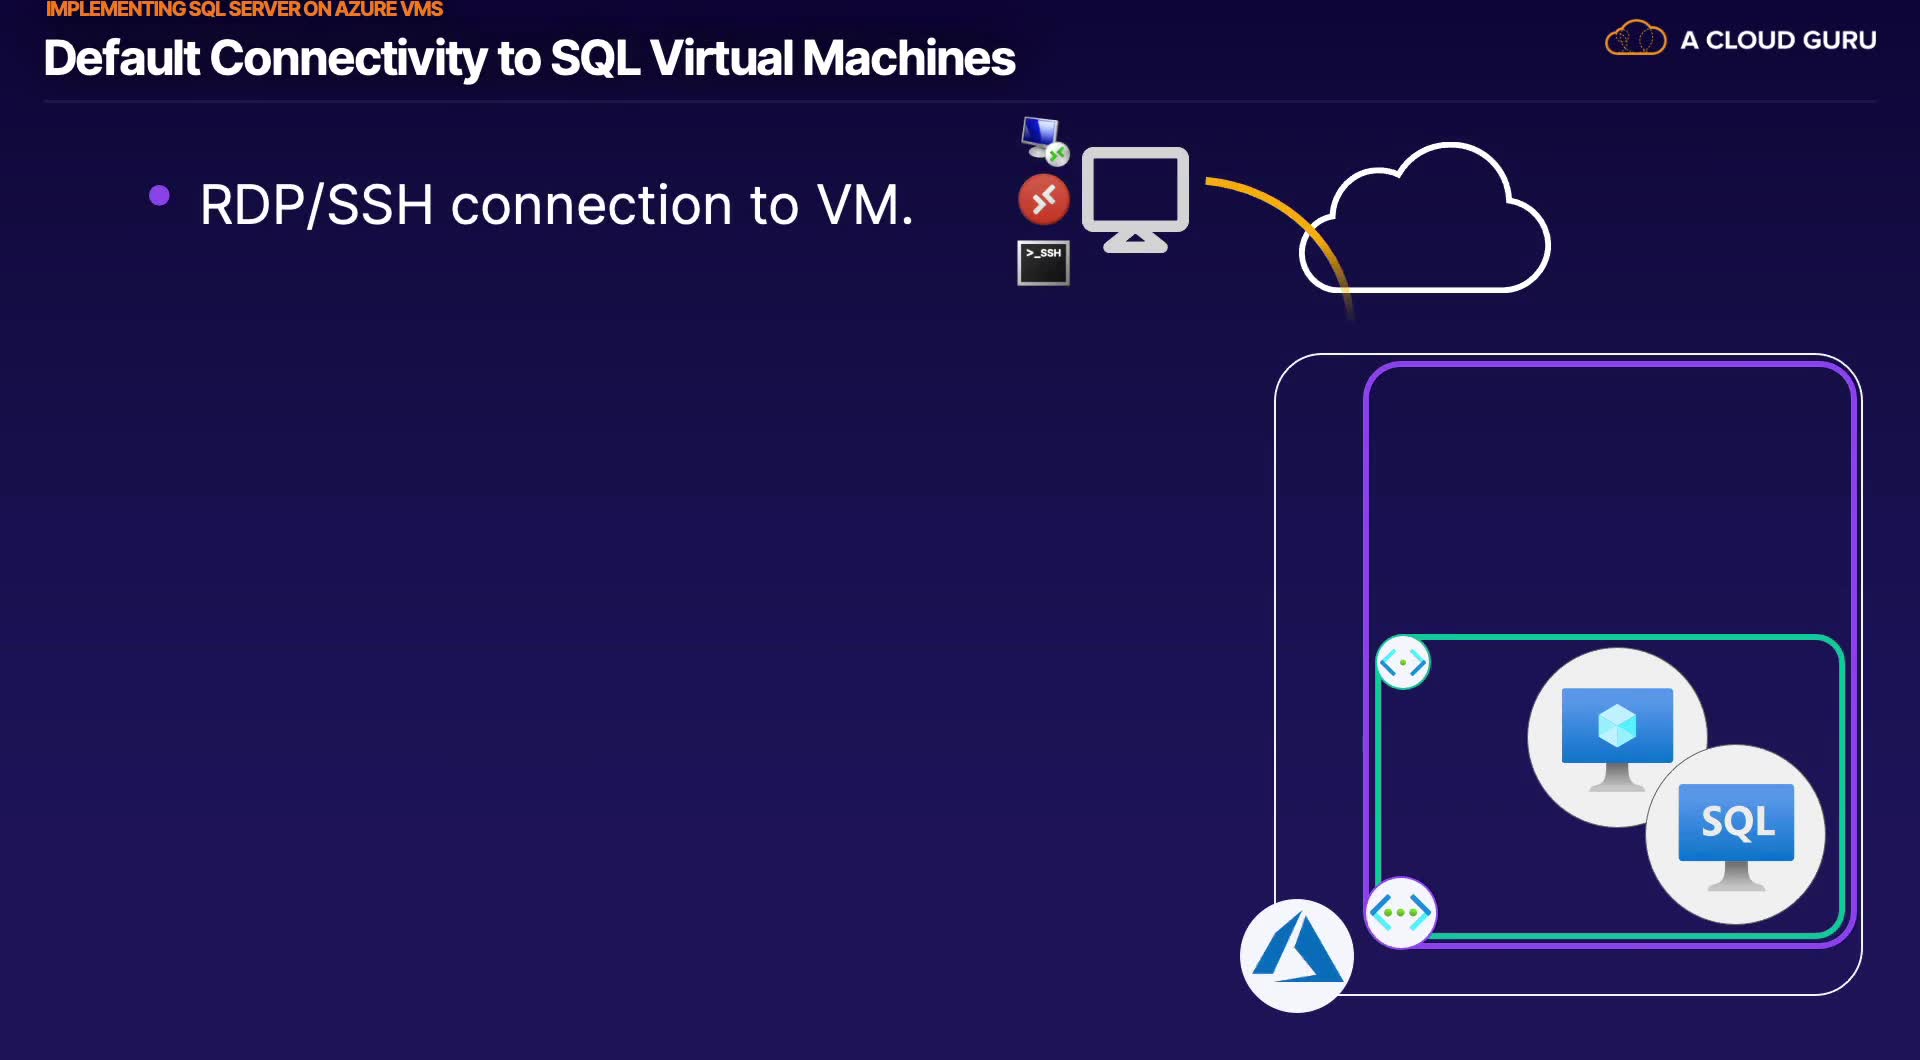 IMPLEMENTING SQL SERVER ON AZURE VMS
Default Connectivity to SQL Virtual Machines
A CLOUD GURU
RDP/SSH connection to VM.
>_SSH
SQL